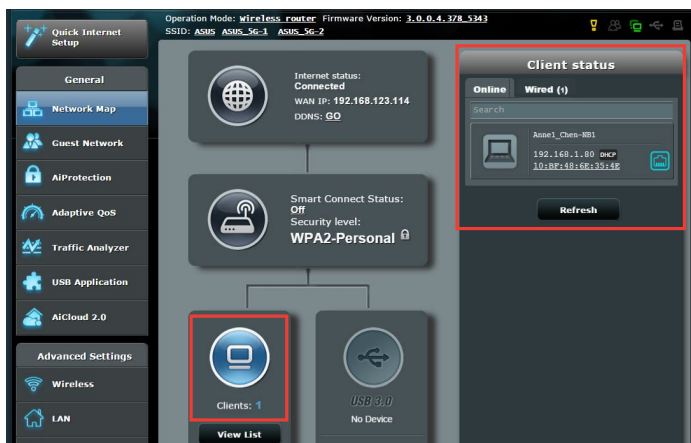 Operation Mode: Wireless router Firmware Version: 3.0.0.4.378_5343
SSID: ASUS ASUS_5G-1 ASUS_5G-2
Quick Internet
Setup
General
Network Map
Guest Network
AiProtection
Adaptive QoS
Traffic Analyzer
USB Application
AiCloud 2.0
Advanced Settings
Wireless
LAN
Internet status:
Connected
WAN IP: 192.168.123.114
DDNS: GO
Smart Connect Status:
Off
Security level:
WPA2-Personal
Clients: 1
View List
USB 3.0
No Device
Client status
Online Wired (1)
Search
Annel_Chen-NB1
192.168.1.80 DHCP
10:BF:48:6E:35:4E
Refresh